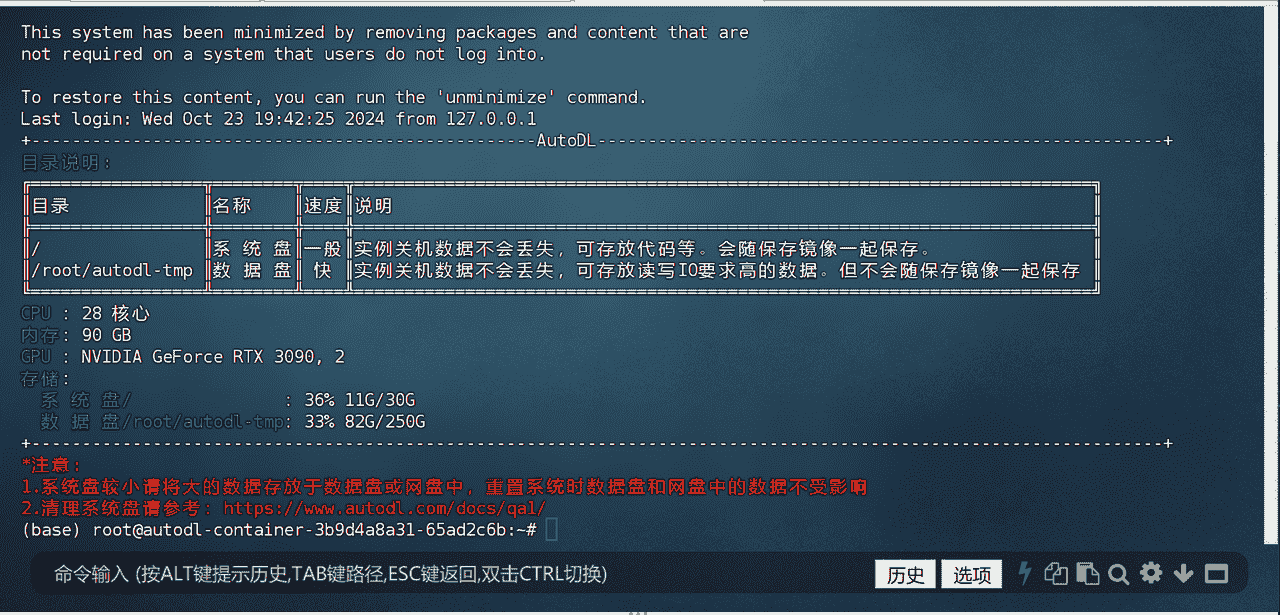 This system has been minimized by removing packages and content that are
not required on a system that users do not log into.
To restore this content, you can run the 'unminimize' command.
Last login: Wed Oct 23 19:42:25 2024 from 127.0.0.1
+--------------------------------------------------AutoDL--------------------------------------------------------+
目录说明:
╔═════════════════╦════════╦════╦═════════════════════════════════════════════════════════════════════════╗
║目录 ║名称 ║速度║说明 ║
╠═════════════════╬════════╬════╬═════════════════════════════════════════════════════════════════════════╣
║/ ║系 统 盘║一般║实例关机数据不会丢失，可存放代码等。会随保存镜像一起保存。 ║
║/root/autodl-tmp ║数 据 盘║ 快 ║实例关机数据不会丢失，可存放读写IO要求高的数据。但不会随保存镜像一起保存 ║
╚═════════════════╩════════╩════╩═════════════════════════════════════════════════════════════════════════╝
CPU : 28 核心
内存: 90 GB
GPU : NVIDIA GeForce RTX 3090, 2
存储:
系 统 盘/ : 36% 11G/30G
数 据 盘/root/autodl-tmp: 33% 82G/250G
+----------------------------------------------------------------------------------------------------------------+
*注意:
1.系统盘较小请将大的数据存放于数据盘或网盘中，重置系统时数据盘和网盘中的数据不受影响
2.清理系统盘请参考: https://www.autodl.com/docs/qa1/
(base) root@autodl-container-3b9d4a8a31-65ad2c6b:~#
命令输入 (按ALT键提示历史,TAB键路径,ESC键返回,双击CTRL切换) 历史 选项